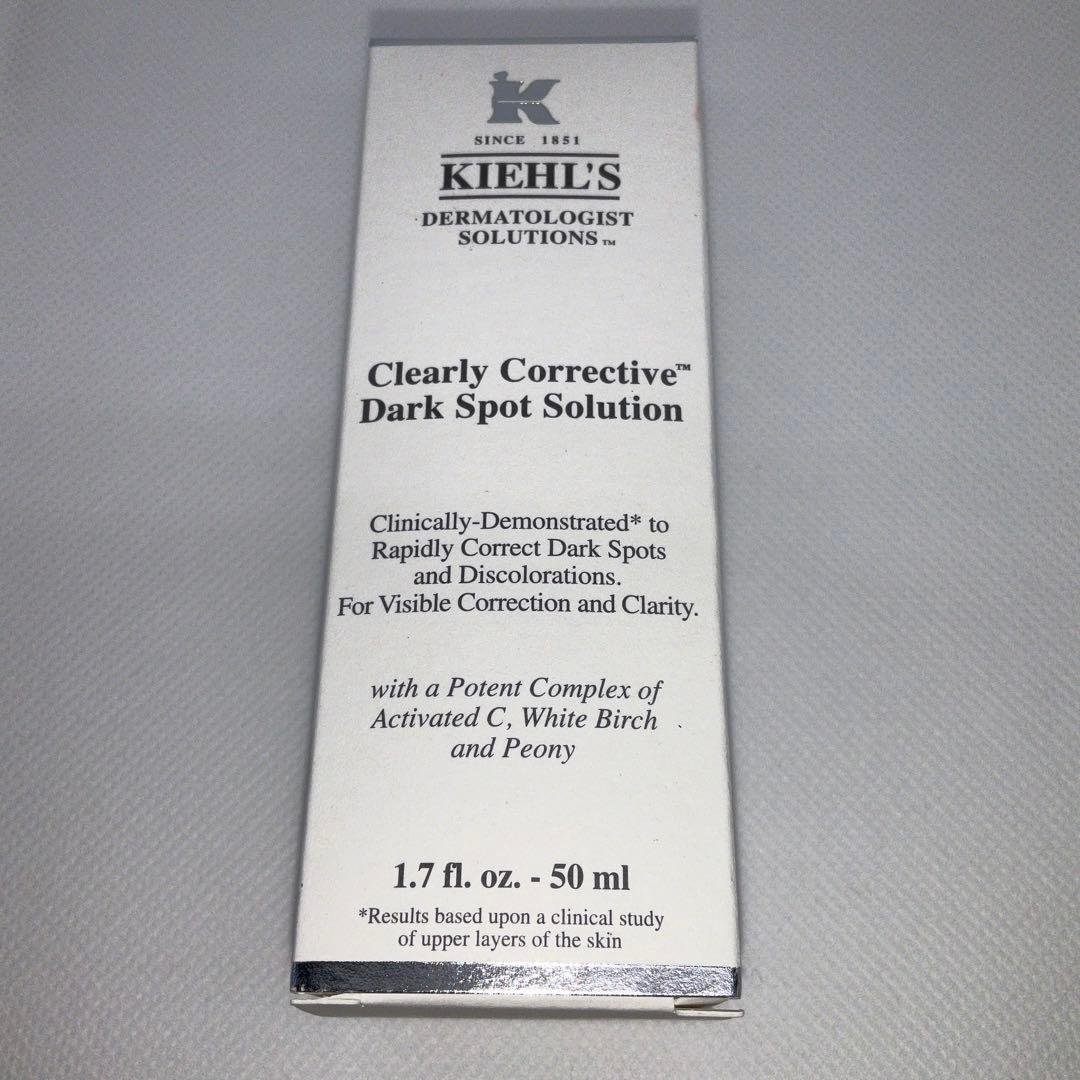 K
SINCE 1851
KIEHL'S
DERMATOLOGIST
SOLUTIONS™
Clearly Corrective™
Dark Spot Solution
Clinically-Demonstrated* to
Rapidly Correct Dark Spots
and Discolorations.
For Visible Correction and Clarity.
with a Potent Complex of
Activated C, White Birch
and Peony
1.7 fl. oz. - 50 ml
*Results based upon a clinical study
of upper layers of the skin